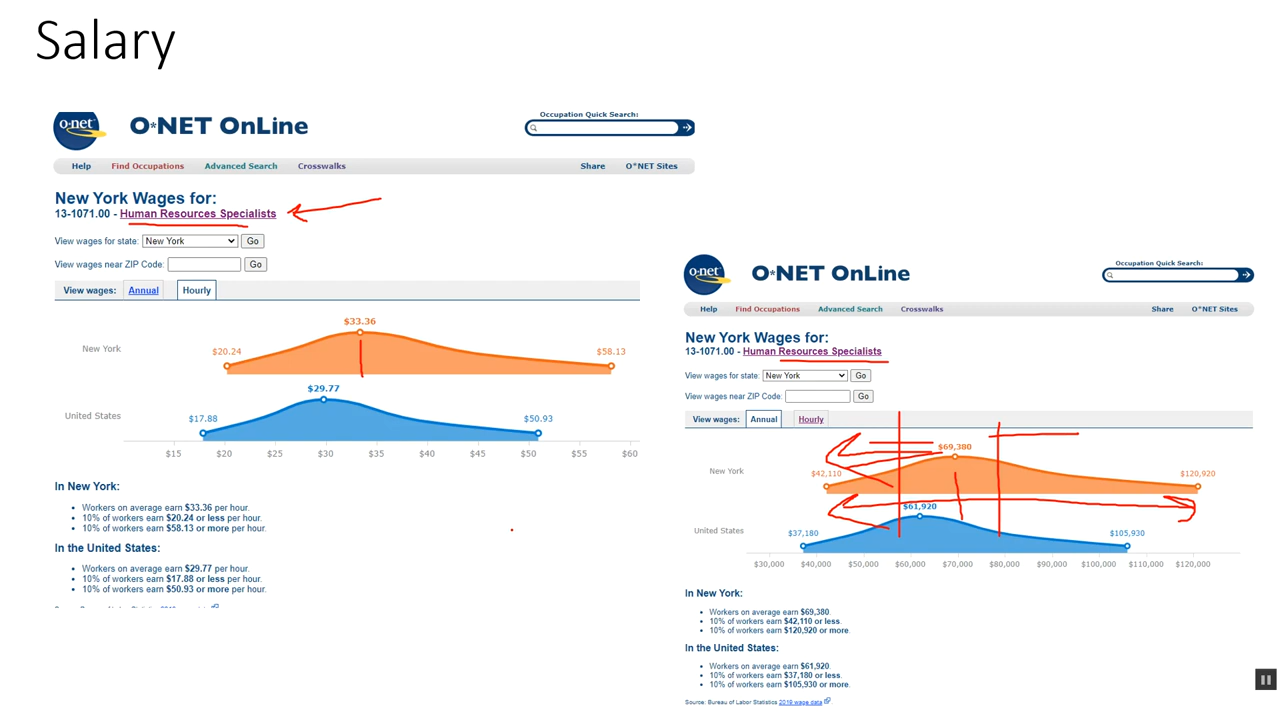 Salary
o·net
O*NET OnLine
Occupation Quick Search:
Help Find Occupations Advanced Search Crosswalks Share O*NET Sites
New York Wages for:
13-1071.00 - Human Resources Specialists
View wages for state: New York Go
View wages near ZIP Code: Go
View wages: Annual Hourly
$33.36
New York $20.24 $58.13
$29.77
United States $17.88 $50.93
$15 $20 $25 $30 $35 $40 $45 $50 $55 $60
In New York:
Workers on average earn $33.36 per hour.
10% of workers earn $20.24 or less per hour.
10% of workers earn $58.13 or more per hour.
In the United States:
Workers on average earn $29.77 per hour.
10% of workers earn $17.88 or less per hour.
10% of workers earn $50.93 or more per hour.
o·net
O*NET OnLine
Occupation Quick Search:
Help Find Occupations Advanced Search Crosswalks Share O*NET Sites
New York Wages for:
13-1071.00 - Human Resources Specialists
View wages for state: New York Go
View wages near ZIP Code: Go
View wages: Annual Hourly
$69,380
New York $42,110 $120,920
$61,920
United States $37,180 $105,930
$30,000 $40,000 $50,000 $60,000 $70,000 $80,000 $90,000 $100,000 $110,000 $120,000
In New York:
Workers on average earn $69,380.
10% of workers earn $42,110 or less.
10% of workers earn $120,920 or more.
In the United States:
Workers on average earn $61,920.
10% of workers earn $37,180 or less.
10% of workers earn $105,930 or more.
Source: Bureau of Labor Statistics 2019 wage data